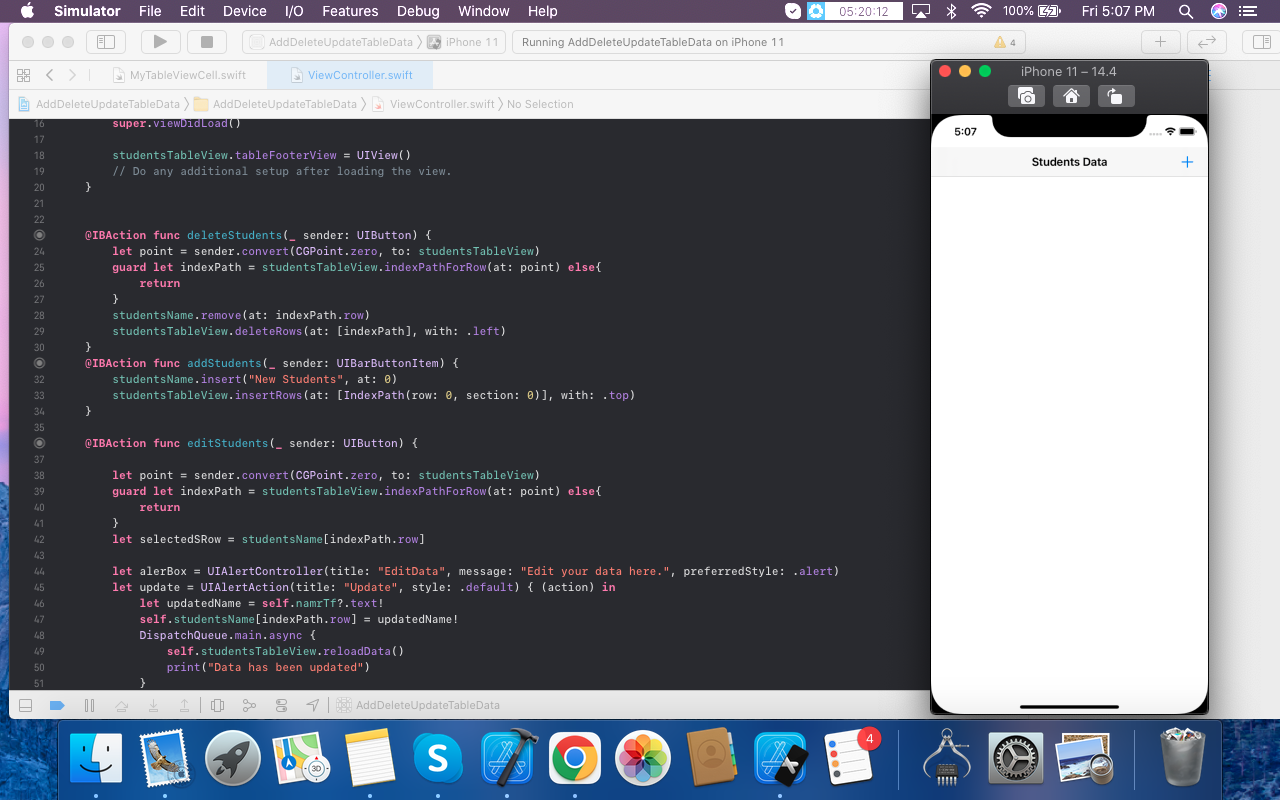 Simulator File Edit Device I/O Features Debug Window Help 05:20:12 100% Fri 5:07 PM
AddDeleteUpdateTableData iPhone 11 Running AddDeleteUpdateTableData on iPhone 11 4
MyTableViewCell.swift ViewController.swift
AddDeleteUpdateTableData AddDeleteUpdateTableData ViewController.swift No Selection
16 super.viewDidLoad()
17
18 studentsTableView.tableFooterView = UIView()
19 // Do any additional setup after loading the view.
20 }
21
22
@IBAction func deleteStudents(_ sender: UIButton) {
24 let point = sender.convert(CGPoint.zero, to: studentsTableView)
25 guard let indexPath = studentsTableView.indexPathForRow(at: point) else{
26 return
27 }
28 studentsName.remove(at: indexPath.row)
29 studentsTableView.deleteRows(at: [indexPath], with: .left)
30 }
@IBAction func addStudents(_ sender: UIBarButtonItem) {
32 studentsName.insert("New Students", at: 0)
33 studentsTableView.insertRows(at: [IndexPath(row: 0, section: 0)], with: .top)
34 }
35
@IBAction func editStudents(_ sender: UIButton) {
37
38 let point = sender.convert(CGPoint.zero, to: studentsTableView)
39 guard let indexPath = studentsTableView.indexPathForRow(at: point) else{
40 return
41 }
42 let selectedSRow = studentsName[indexPath.row]
43
44 let alerBox = UIAlertController(title: "EditData", message: "Edit your data here.", preferredStyle: .alert)
45 let update = UIAlertAction(title: "Update", style: .default) { (action) in
46 let updatedName = self.namrTf?.text!
47 self.studentsName[indexPath.row] = updatedName!
48 DispatchQueue.main.async {
49 self.studentsTableView.reloadData()
50 print("Data has been updated")
51 }
AddDeleteUpdateTableData
iPhone 11 – 14.4
5:07
Students Data +
3D
4